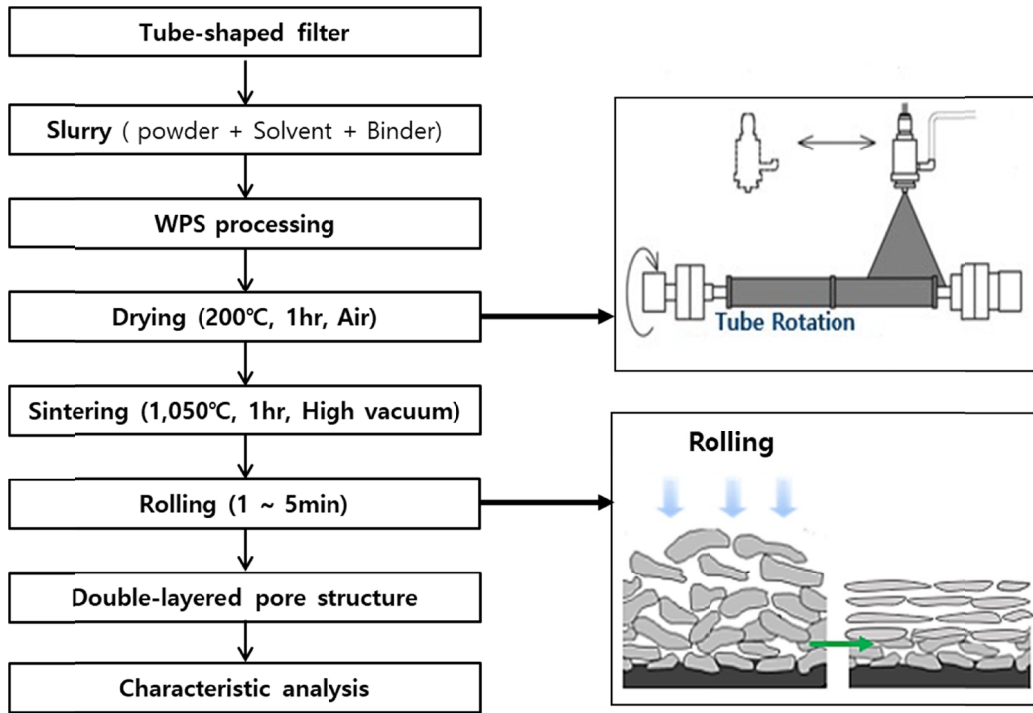 Tube-shaped filter
Slurry ( powder + Solvent + Binder)
WPS processing
Drying (200℃, 1hr, Air)
Sintering (1,050℃, 1hr, High vacuum)
Rolling (1 ~ 5min)
Double-layered pore structure
Characteristic analysis
Tube Rotation
Rolling